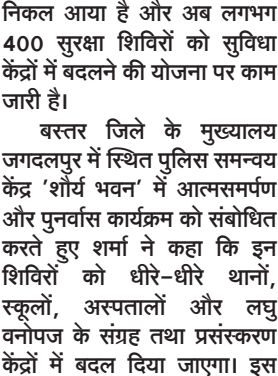 निकल आया है और अब लगभग
400 सुरक्षा शिविरों को सुविधा
केंद्रों में बदलने की योजना पर काम
जारी है।
बस्तर जिले के मुख्यालय
जगदलपुर में स्थित पुलिस समन्वय
केंद्र 'शौर्य भवन' में आत्मसमर्पण
और पुनर्वास कार्यक्रम को संबोधित
करते हुए शर्मा ने कहा कि इन
शिविरों को धीरे-धीरे थानों,
स्कूलों, अस्पतालों और लघु
वनोपज के संग्रह तथा प्रसंस्करण
केंद्रों में बदल दिया जाएगा। इस